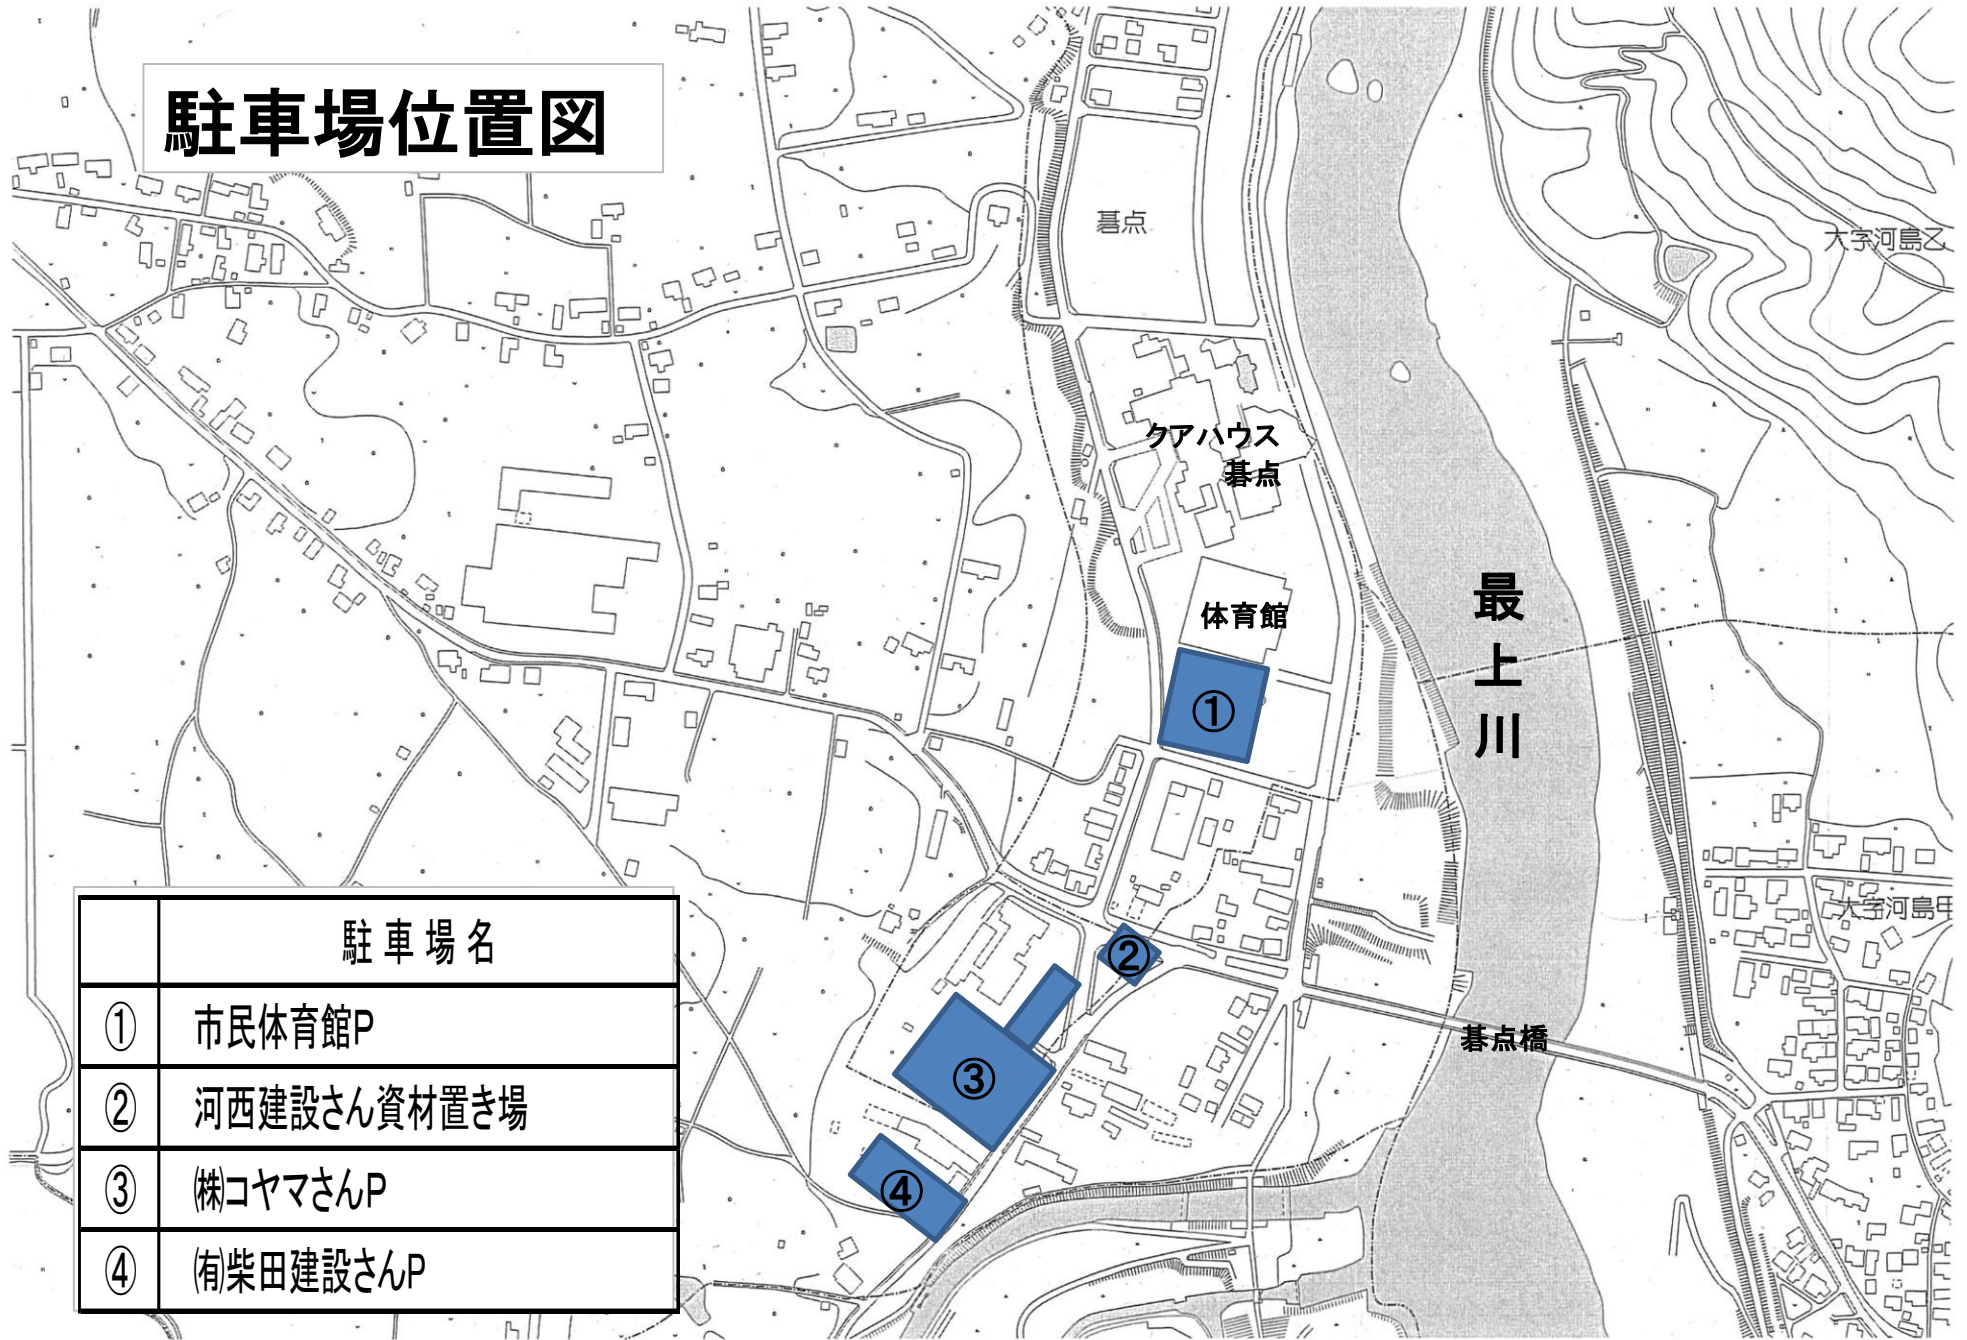 駐車場位置図
碁点
大字河島乙
クアハウス
碁点
体育館
最上川
①
②
③
④
碁点橋
大字河島甲
駐車場名
① 市民体育館P
② 河西建設さん資材置き場
③ ㈱コヤマさんP
④ ㈲柴田建設さんP